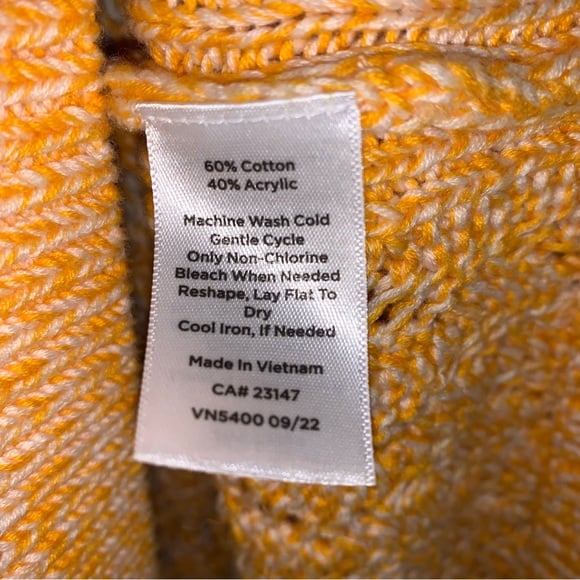 60% Cotton
40% Acrylic
Machine Wash Cold
Gentle Cycle
Only Non-Chlorine
Bleach When Needed
Reshape, Lay Flat To
Dry
Cool Iron, If Needed
Made In Vietnam
CA# 23147
VN5400 09/22